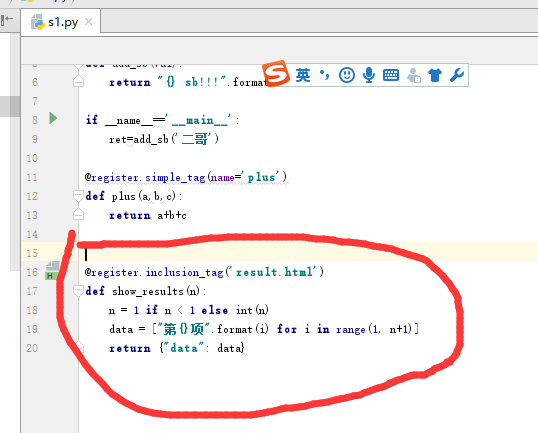 s1.py
def add_sb(val):
6 return "{} sb!!!".format
英
7
8 if __name__=='__main__':
9 ret=add_sb('二哥')
10
11 @register.simple_tag(name='plus')
12 def plus(a,b,c):
13 return a+b+c
14
15
16 @register.inclusion_tag('result.html')
17 def show_results(n):
18 n = 1 if n < 1 else int(n)
19 data = ["第{}项".format(i) for i in range(1, n+1)]
20 return {"data": data}